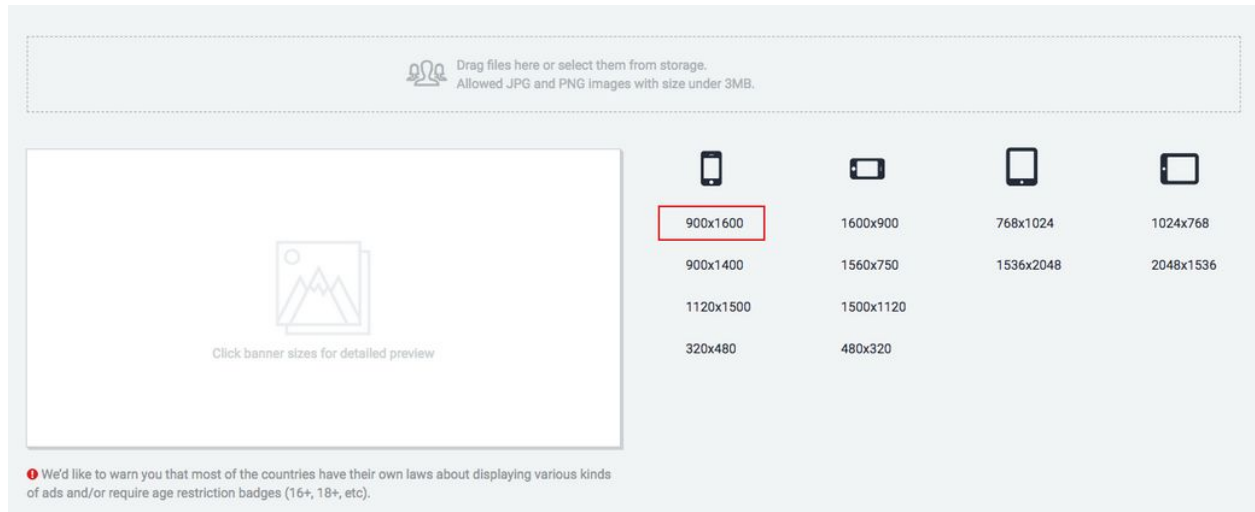 Drag files here or select them from storage.
Allowed JPG and PNG images with size under 3MB.
900x1600 1600x900 768x1024 1024x768
900x1400 1560x750 1536x2048 2048x1536
1120x1500 1500x1120
320x480 480x320
Click banner sizes for detailed preview
We'd like to warn you that most of the countries have their own laws about displaying various kinds
of ads and/or require age restriction badges (16+, 18+, etc).